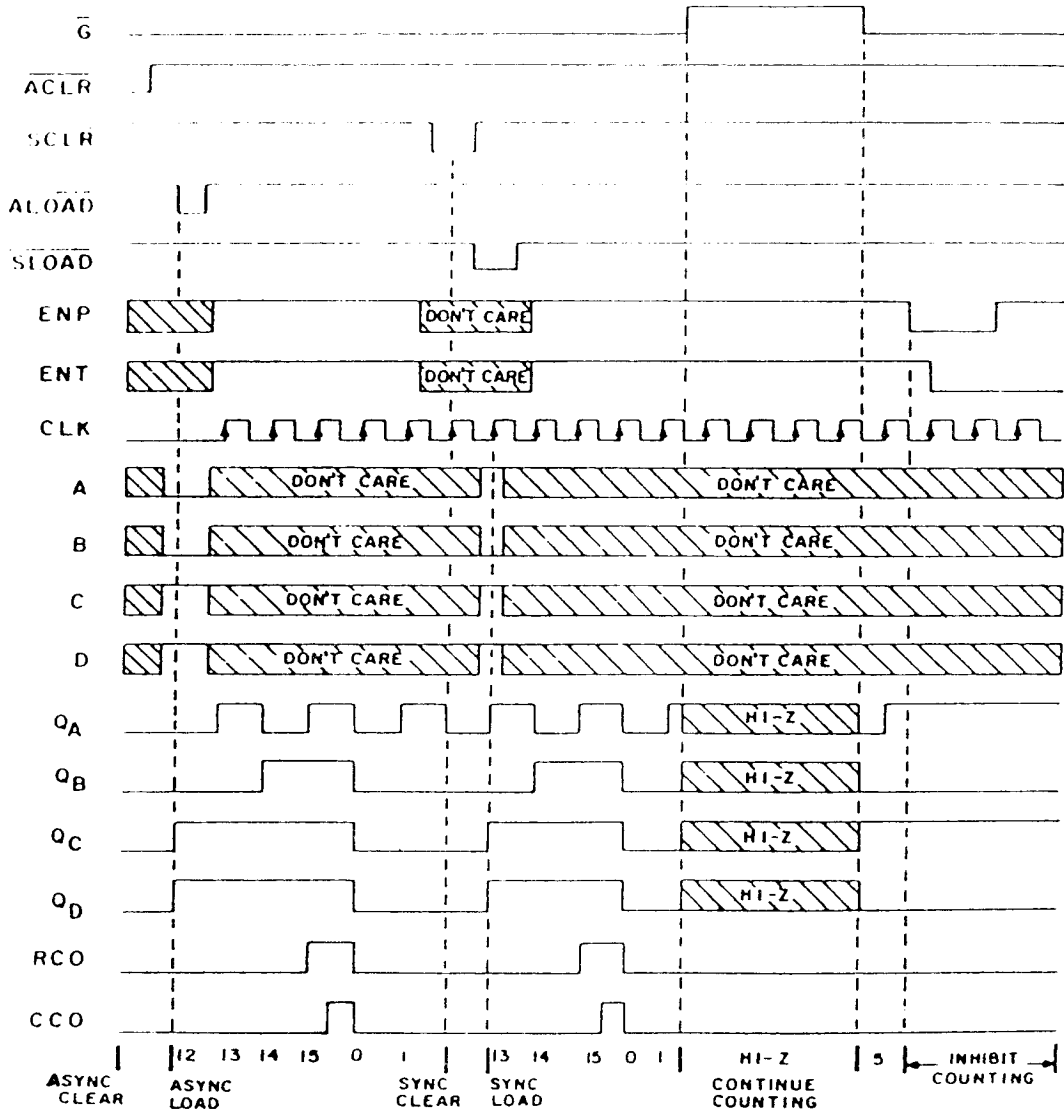 G
ACLR
SCLR
ALOAD
SLOAD
ENP DON'T CARE
ENT DON'T CARE
CLK
A DON'T CARE DON'T CARE
B DON'T CARE DON'T CARE
C DON'T CARE DON'T CARE
D DON'T CARE DON'T CARE
QA HI-Z
QB HI-Z
QC HI-Z
QD HI-Z
RCO
CCO
12 13 14 15 0 1 13 14 15 0 1 HI-Z 5 INHIBIT COUNTING
ASYNC CLEAR
ASYNC LOAD
SYNC CLEAR
SYNC LOAD
CONTINUE COUNTING